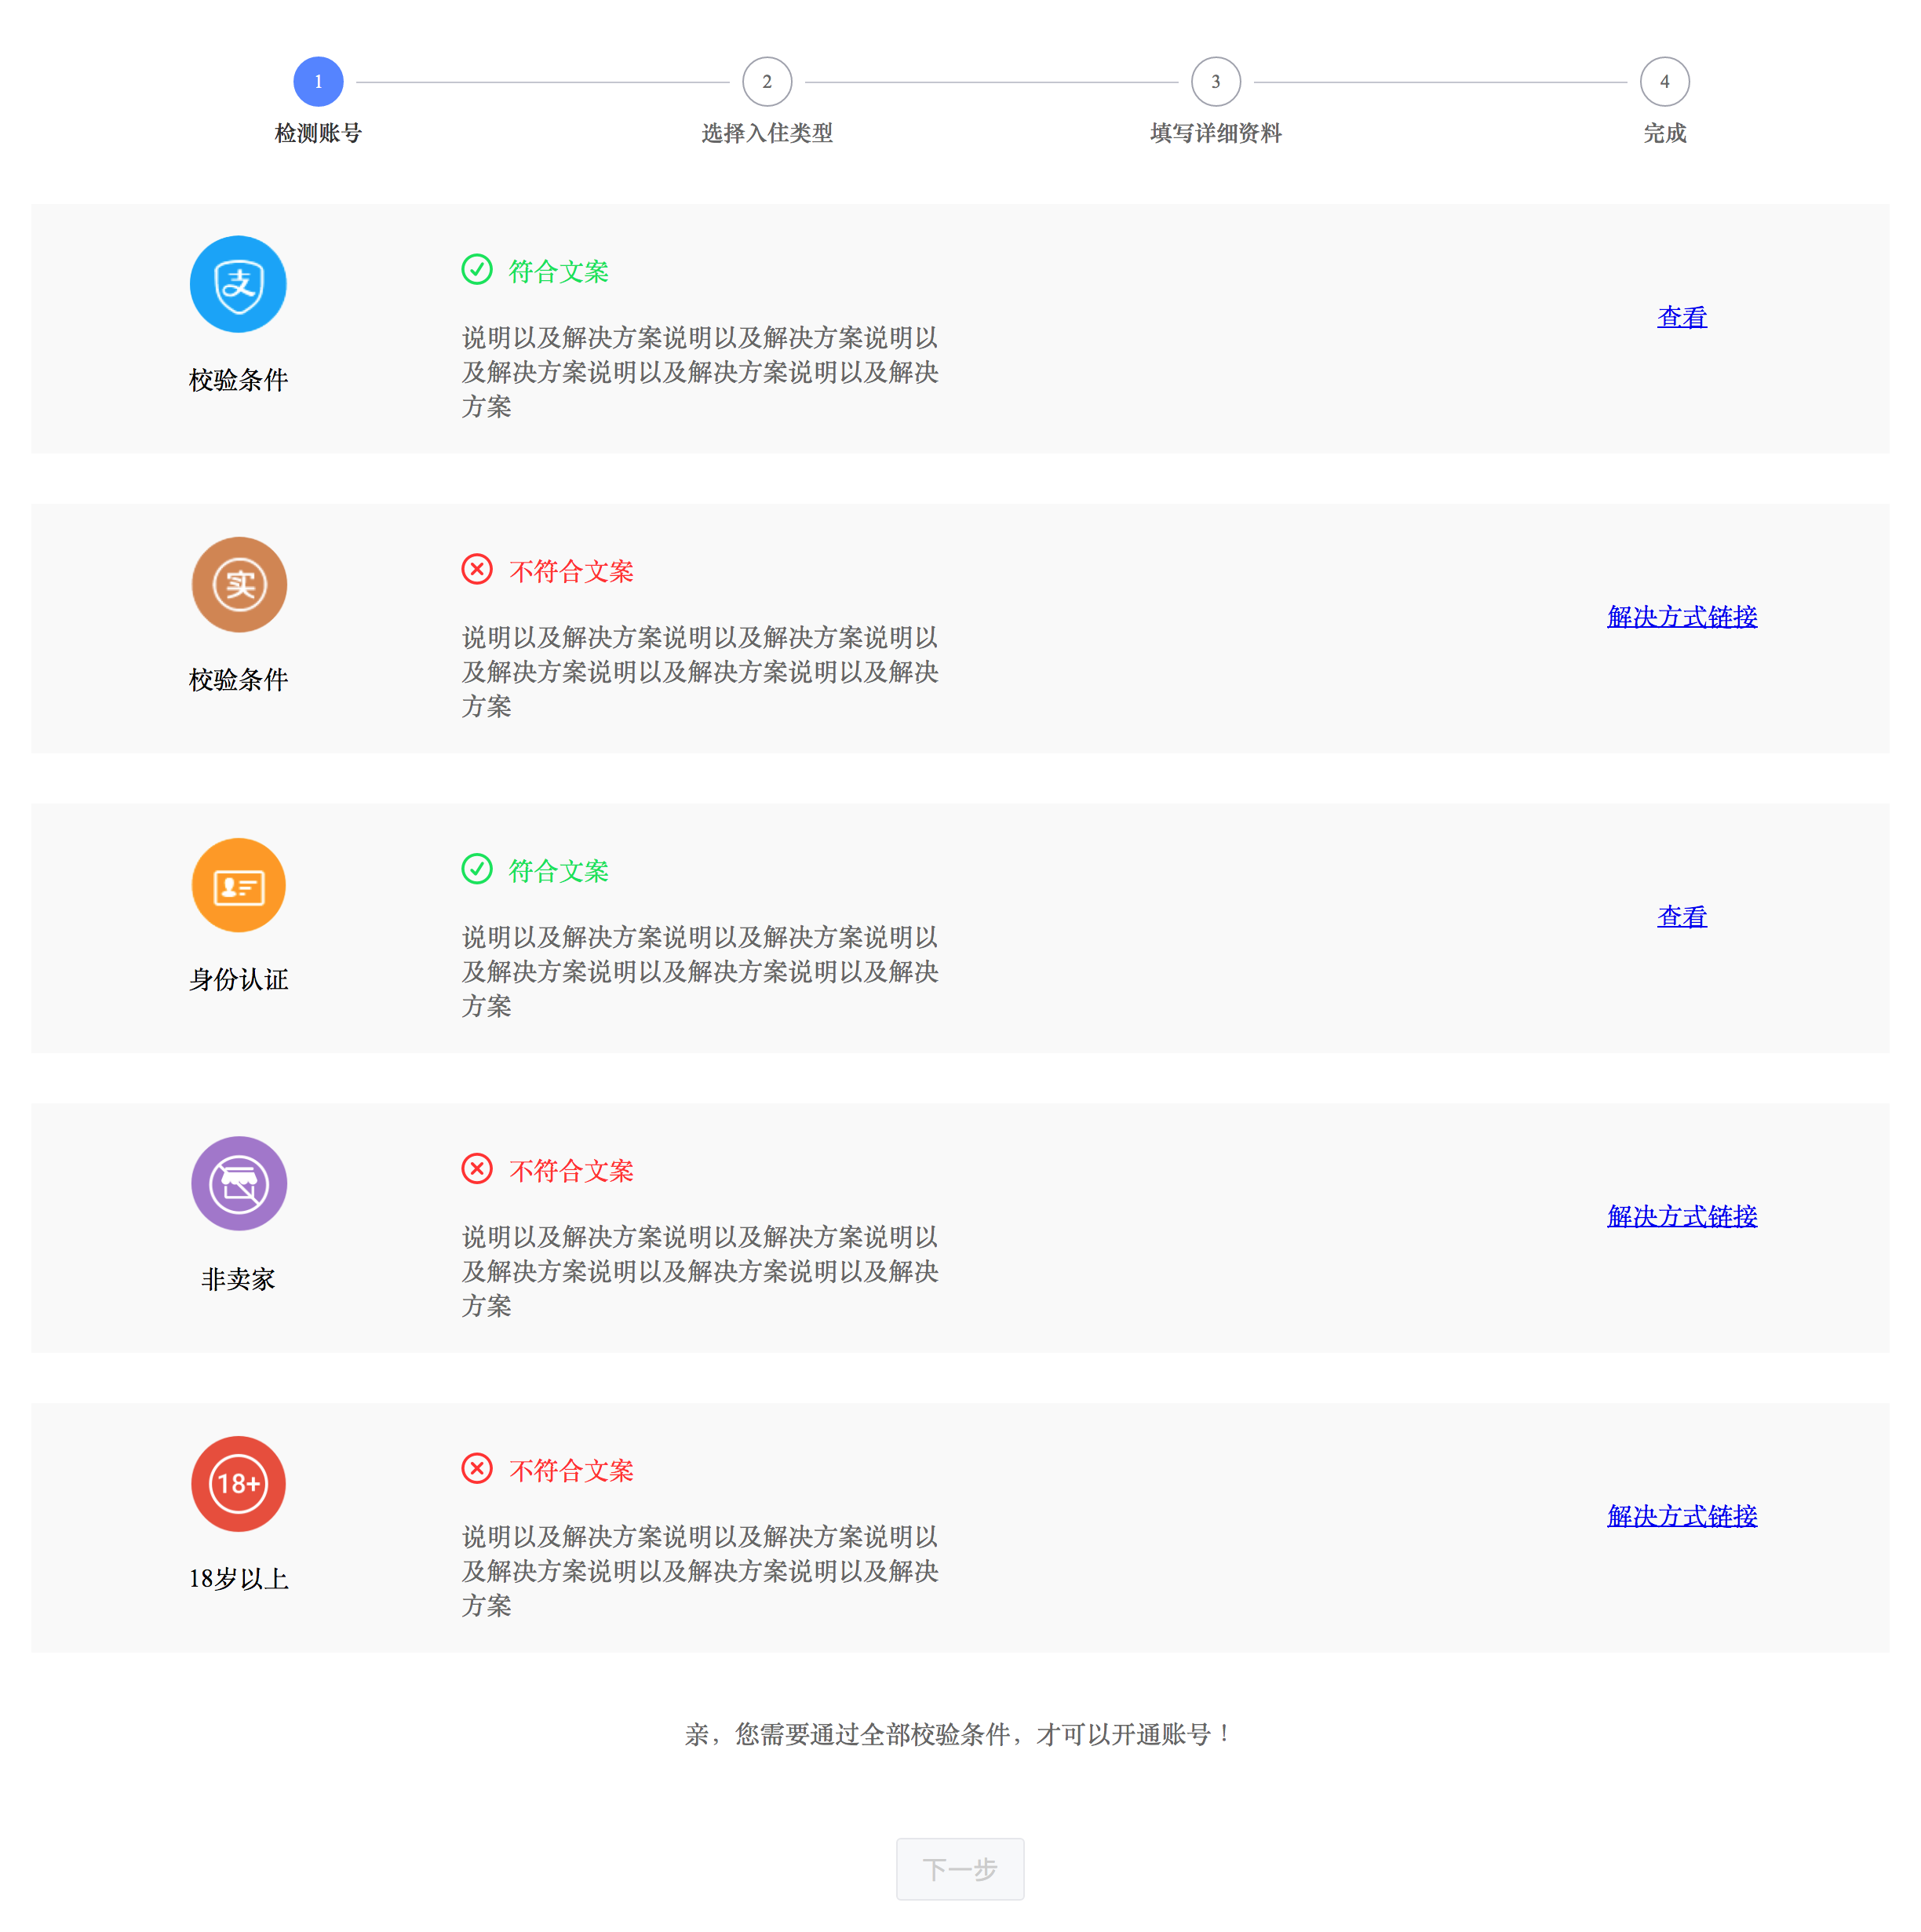 1
2
3
4
检测账号
选择入住类型
填写详细资料
完成
支
校验条件
符合文案
说明以及解决方案说明以及解决方案说明以
及解决方案说明以及解决方案说明以及解决
方案
查看
实
校验条件
不符合文案
说明以及解决方案说明以及解决方案说明以
及解决方案说明以及解决方案说明以及解决
方案
解决方式链接
身份认证
符合文案
说明以及解决方案说明以及解决方案说明以
及解决方案说明以及解决方案说明以及解决
方案
查看
非卖家
不符合文案
说明以及解决方案说明以及解决方案说明以
及解决方案说明以及解决方案说明以及解决
方案
解决方式链接
18+
18岁以上
不符合文案
说明以及解决方案说明以及解决方案说明以
及解决方案说明以及解决方案说明以及解决
方案
解决方式链接
亲，您需要通过全部校验条件，才可以开通账号！
下一步